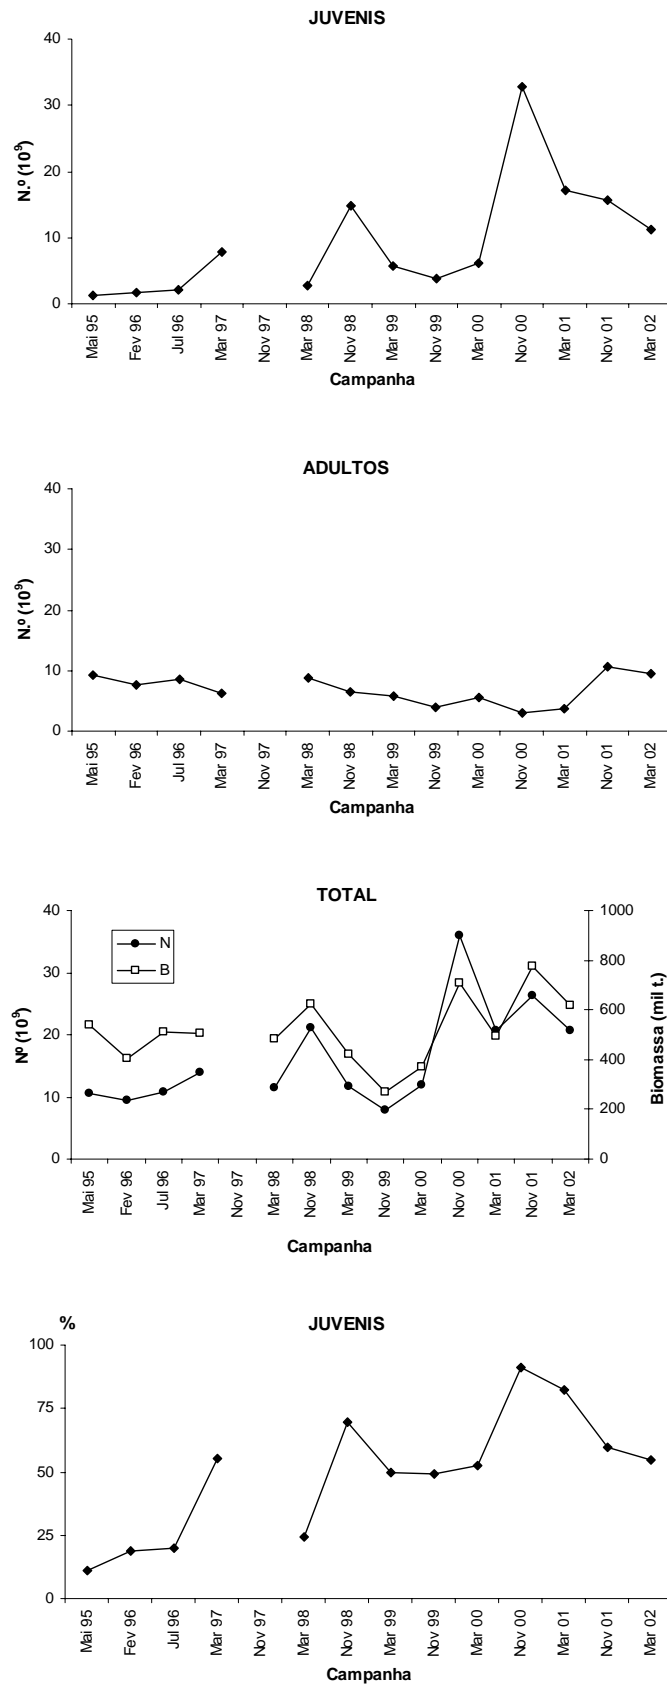 JUVENIS
40
30
20
10
0
N.º (10⁹)
Mai 95
Fev 96
Jul 96
Mar 97
Nov 97
Mar 98
Nov 98
Mar 99
Nov 99
Mar 00
Nov 00
Mar 01
Nov 01
Mar 02
Campanha
ADULTOS
40
30
20
10
0
N.º (10⁹)
Mai 95
Fev 96
Jul 96
Mar 97
Nov 97
Mar 98
Nov 98
Mar 99
Nov 99
Mar 00
Nov 00
Mar 01
Nov 01
Mar 02
Campanha
TOTAL
40
30
20
10
0
Nº (10⁹)
N
B
1000
800
600
400
200
0
Biomassa (mil t.)
Mai 95
Fev 96
Jul 96
Mar 97
Nov 97
Mar 98
Nov 98
Mar 99
Nov 99
Mar 00
Nov 00
Mar 01
Nov 01
Mar 02
Campanha
% JUVENIS
100
75
50
25
0
Mai 95
Fev 96
Jul 96
Mar 97
Nov 97
Mar 98
Nov 98
Mar 99
Nov 99
Mar 00
Nov 00
Mar 01
Nov 01
Mar 02
Campanha